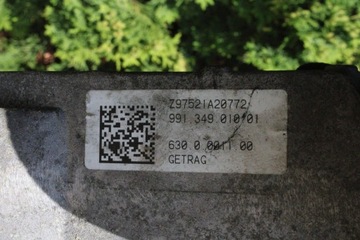 Z97521A20772
991 349 010 01
630 0 0011 00
GETRAG